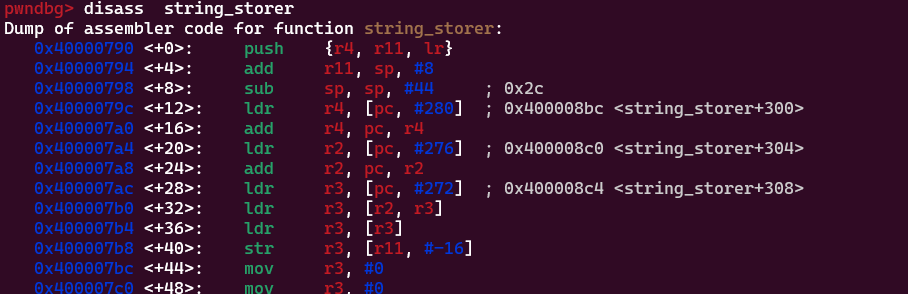 pwndbg> disass  string_storer
Dump of assembler code for function string_storer:
   0x40000790 <+0>:     push    {r4, r11, lr}
   0x40000794 <+4>:     add     r11, sp, #8
   0x40000798 <+8>:     sub     sp, sp, #44     ; 0x2c
   0x4000079c <+12>:    ldr     r4, [pc, #280]  ; 0x400008bc <string_storer+300>
   0x400007a0 <+16>:    add     r4, pc, r4
   0x400007a4 <+20>:    ldr     r2, [pc, #276]  ; 0x400008c0 <string_storer+304>
   0x400007a8 <+24>:    add     r2, pc, r2
   0x400007ac <+28>:    ldr     r3, [pc, #272]  ; 0x400008c4 <string_storer+308>
   0x400007b0 <+32>:    ldr     r3, [r2, r3]
   0x400007b4 <+36>:    ldr     r3, [r3]
   0x400007b8 <+40>:    str     r3, [r11, #-16]
   0x400007bc <+44>:    mov     r3, #0
   0x400007c0 <+48>:    mov     r3, #0